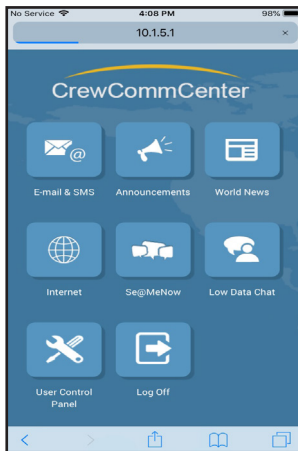 No Service 4:08 PM 98%
10.1.5.1 ×
CrewCommCenter
@
E-mail & SMS Announcements World News
Internet Se@MeNow Low Data Chat
User Control Log Off
Panel